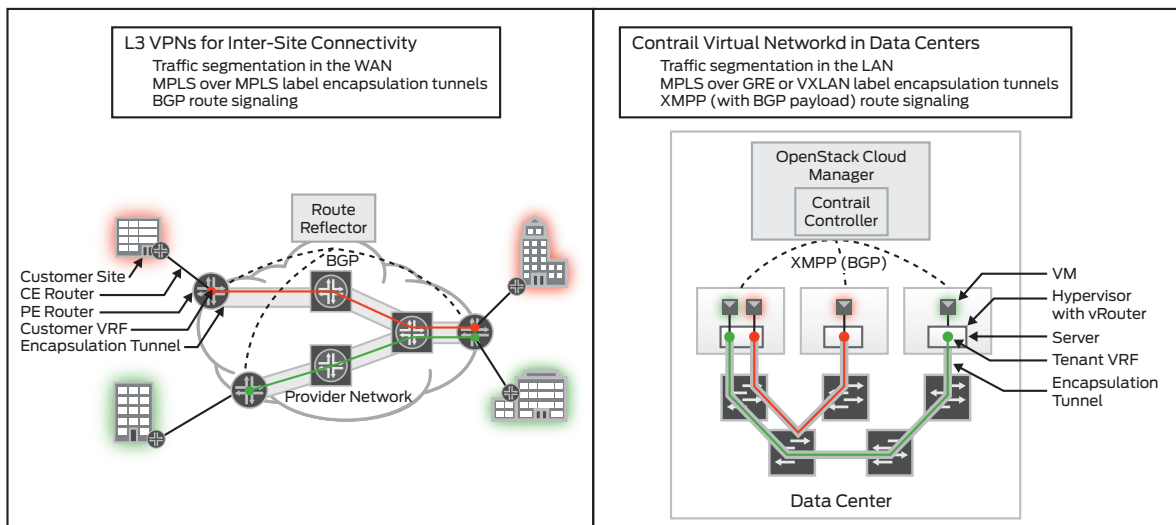 L3 VPNs for Inter-Site Connectivity
Traffic segmentation in the WAN
MPLS over MPLS label encapsulation tunnels
BGP route signaling
Route
Reflector
BGP
Customer Site
CE Router
PE Router
Customer VRF
Encapsulation Tunnel
Provider Network
Contrail Virtual Networkd in Data Centers
Traffic segmentation in the LAN
MPLS over GRE or VXLAN label encapsulation tunnels
XMPP (with BGP payload) route signaling
OpenStack Cloud
Manager
Contrail
Controller
XMPP (BGP)
VM
Hypervisor
with vRouter
Server
Tenant VRF
Encapsulation
Tunnel
Data Center